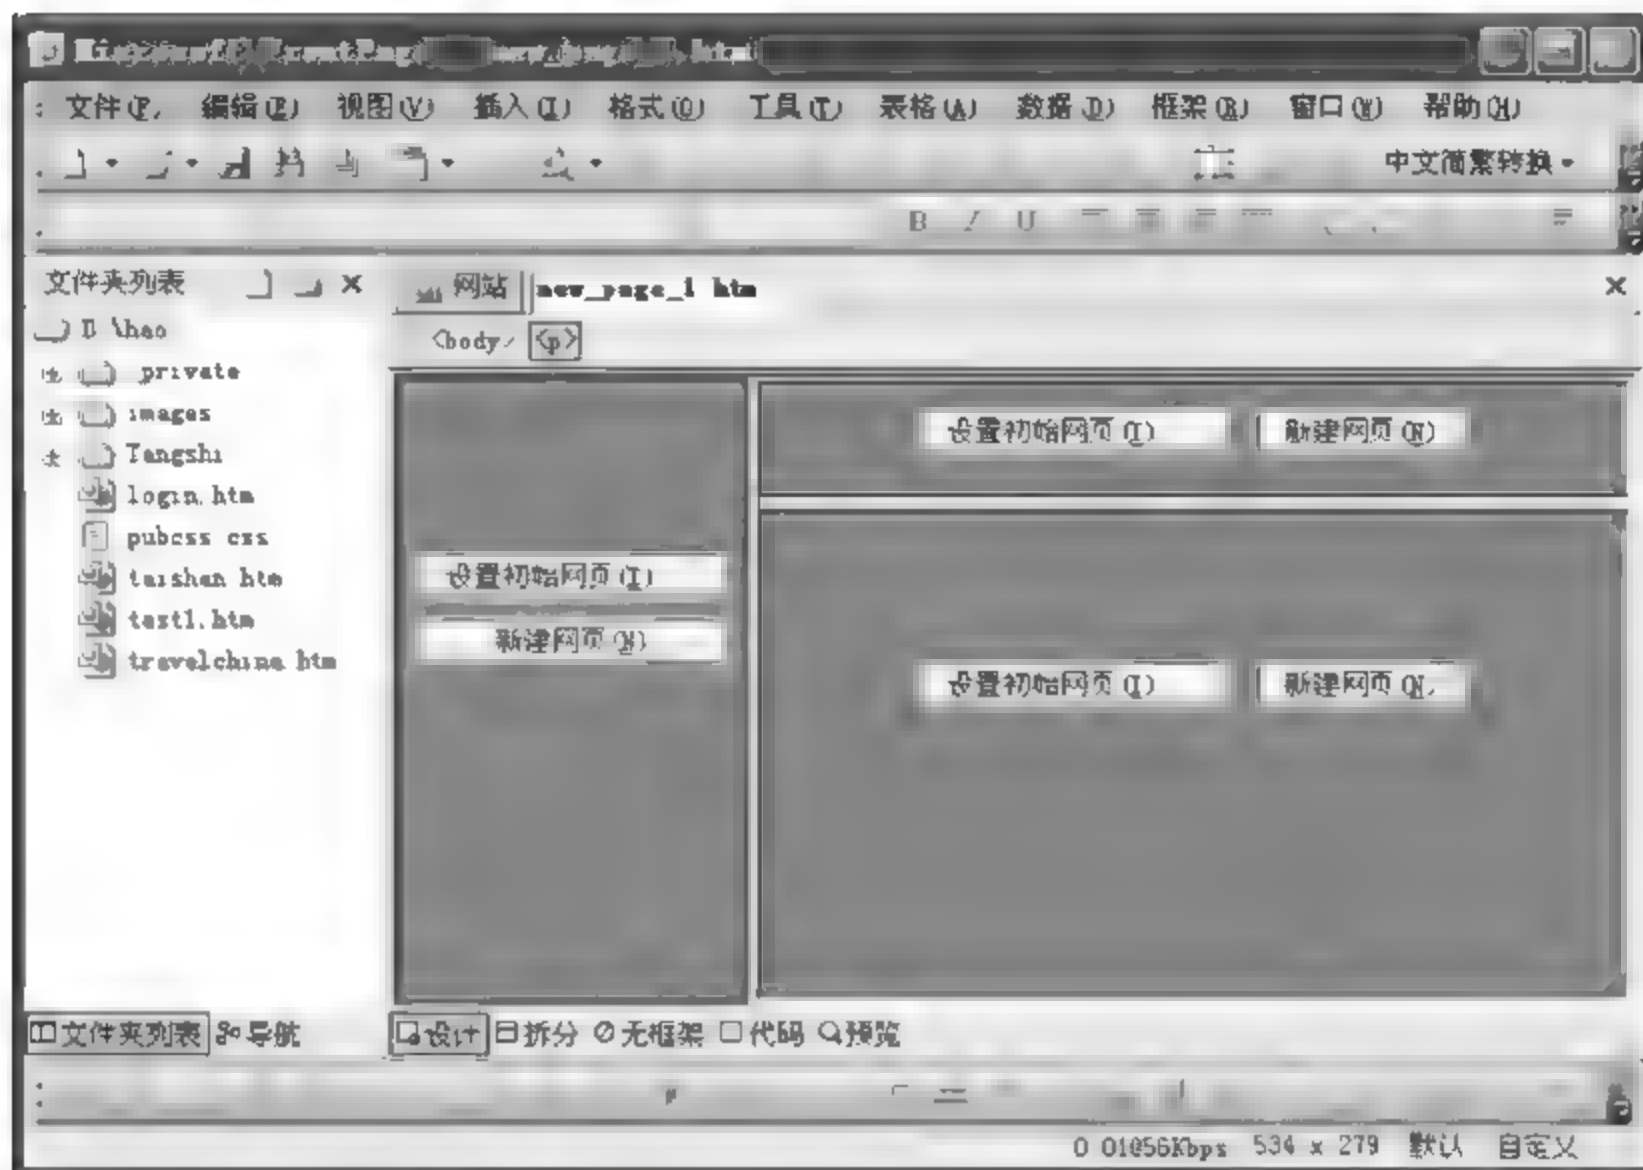 文件(F) 编辑(E) 视图(V) 插入(I) 格式(O) 工具(T) 表格(A) 数据(D) 框架(R) 窗口(W) 帮助(H)
中文简繁转换
B I U
文件夹列表
网站 new_page_1 htm
D \hao
<body> <p>
private
images
Tangshi
login.htm
pubcss css
taishan htm
test1.htm
travelchina htm
设置初始网页(I) 新建网页(N)
设置初始网页(I)
新建网页(N)
设置初始网页(I) 新建网页(N)
文件夹列表 导航 设计 拆分 无框架 代码 预览
534 x 279 默认 自定义